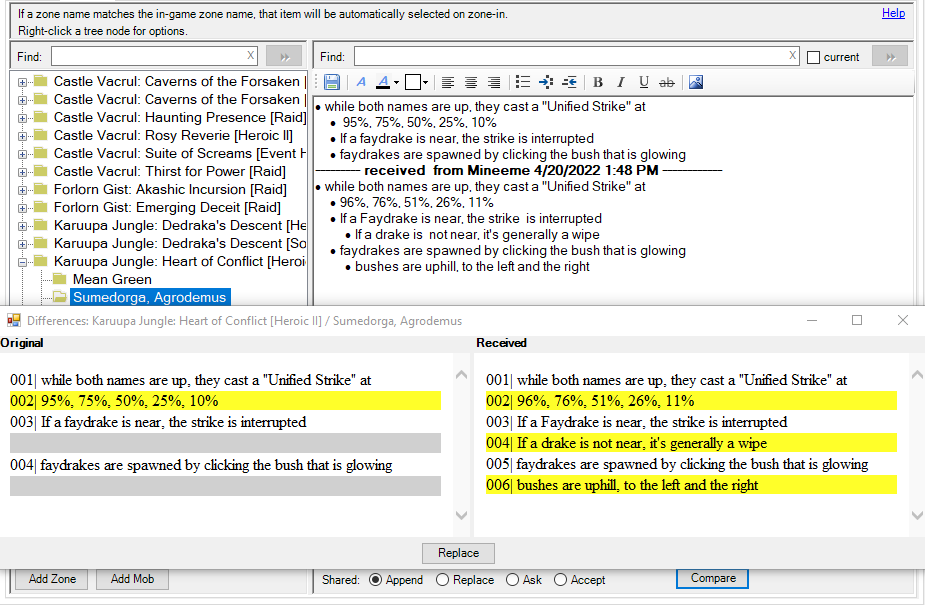 If a zone name matches the in-game zone name, that item will be automatically selected on zone-in.
Help
Right-click a tree node for options.
Find:
X
Find:
X
current
Castle Vacrul: Caverns of the Forsaken [
Castle Vacrul: Caverns of the Forsaken [
Castle Vacrul: Haunting Presence [Raid]
Castle Vacrul: Rosy Reverie [Heroic II]
Castle Vacrul: Suite of Screams [Event H
Castle Vacrul: Thirst for Power [Raid]
Forlorn Gist: Akashic Incursion [Raid]
Forlorn Gist: Emerging Deceit [Raid]
Karuupa Jungle: Dedraka's Descent [He
Karuupa Jungle: Dedraka's Descent [So
Karuupa Jungle: Heart of Conflict [Heroi
Mean Green
Sumedorga, Agrodemus
A
A
B
I
U
ab
• while both names are up, they cast a "Unified Strike" at
• 95%, 75%, 50%, 25%, 10%
• If a faydrake is near, the strike is interrupted
• faydrakes are spawned by clicking the bush that is glowing
--------- received  from Mineeme 4/20/2022 1:48 PM ------------
• while both names are up, they cast a "Unified Strike" at
• 96%, 76%, 51%, 26%, 11%
• If a Faydrake is near, the strike  is interrupted
• If a drake is  not near, it's generally a wipe
• faydrakes are spawned by clicking the bush that is glowing
• bushes are uphill, to the left and the right
Differences: Karuupa Jungle: Heart of Conflict [Heroic II] / Sumedorga, Agrodemus
Original
001| while both names are up, they cast a "Unified Strike" at
002| 95%, 75%, 50%, 25%, 10%
003| If a faydrake is near, the strike is interrupted
004| faydrakes are spawned by clicking the bush that is glowing
Received
001| while both names are up, they cast a "Unified Strike" at
002| 96%, 76%, 51%, 26%, 11%
003| If a Faydrake is near, the strike is interrupted
004| If a drake is not near, it's generally a wipe
005| faydrakes are spawned by clicking the bush that is glowing
006| bushes are uphill, to the left and the right
Replace
Add Zone
Add Mob
Shared:
Append
Replace
Ask
Accept
Compare